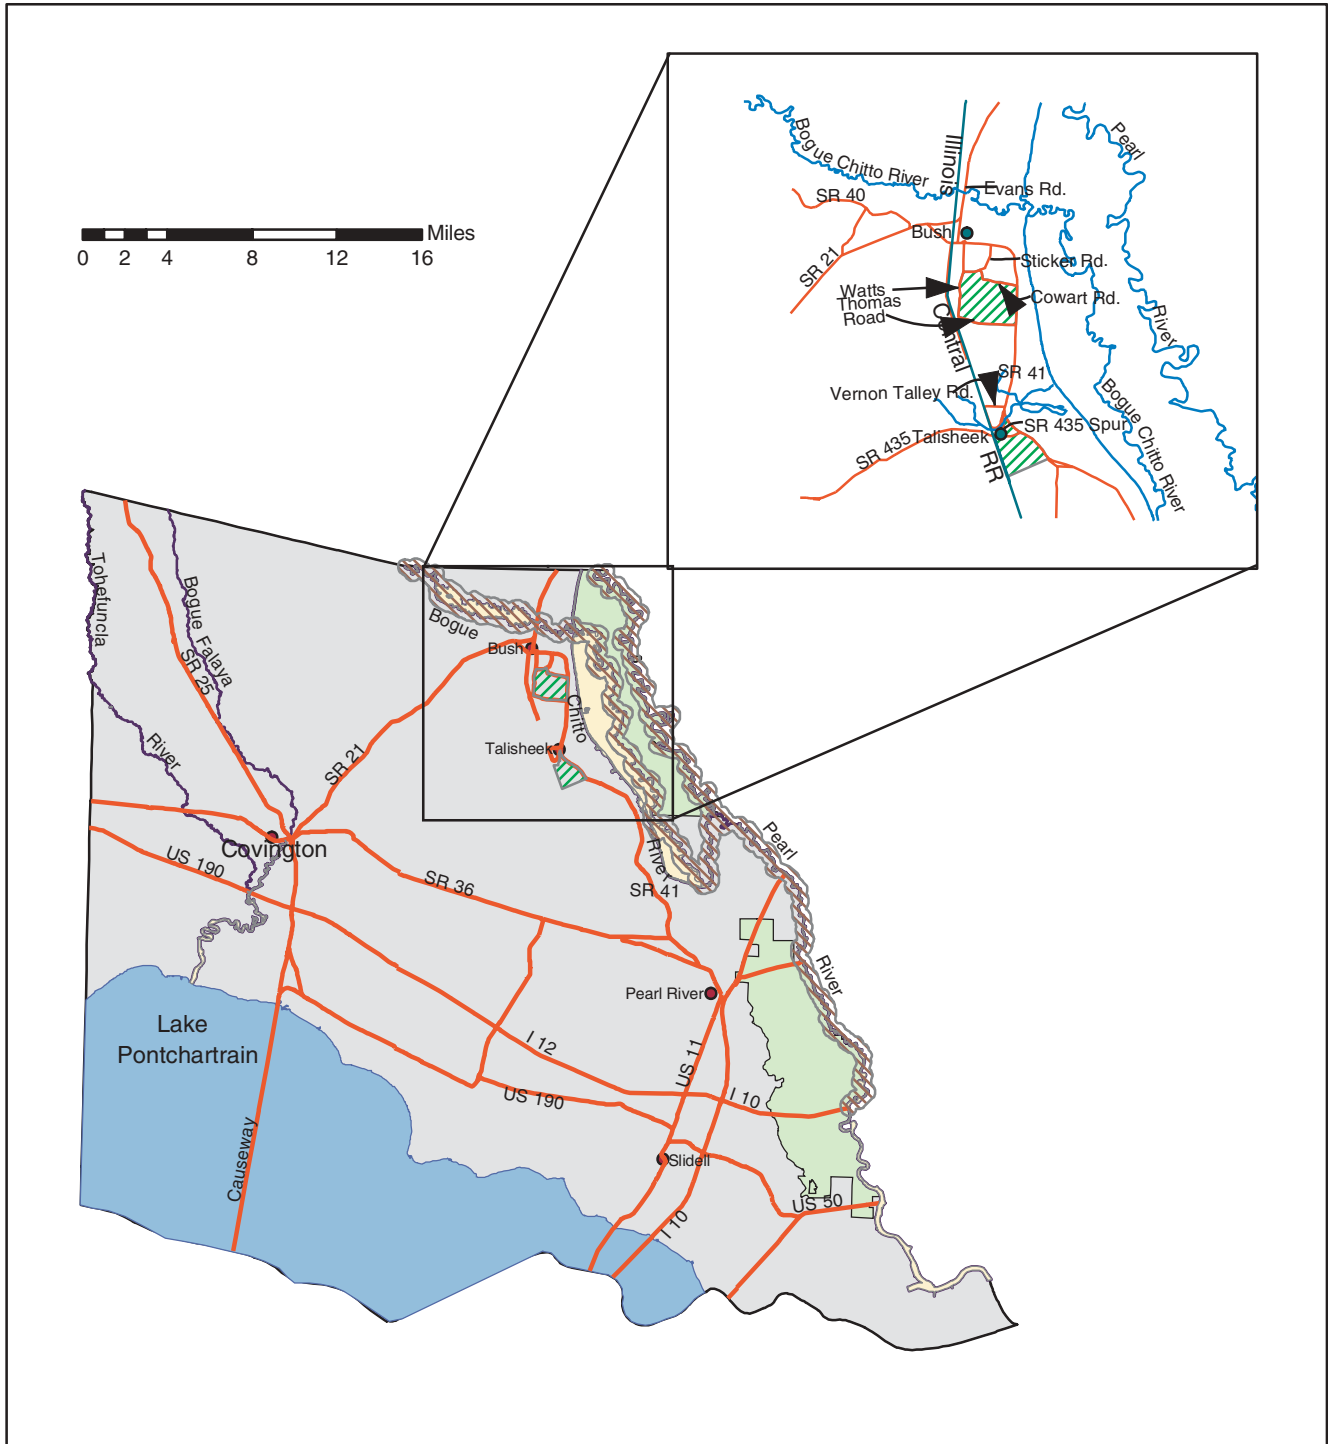 Bogue Chitto River
Pearl
Illinois
Evans Rd.
SR 40
Bush
Miles
0 2 4 8 12 16
SR 21
Sticker Rd.
Watts
Cowart Rd.
Thomas
Road
River
Central
SR 41
Vernon Talley Rd.
Bogue Chitto River
SR 435 Spur
SR 435
Talisheek
RR
Tohefuncla
Bogue Falaya
Bogue
Bush
SR 25
Chitto
River
SR 21
Talisheek
Pearl
Covington
River
US 190
SR 36
SR 41
River
Pearl River
Lake
Pontchartrain
I 12
US 11
US 190
I 10
Causeway
Slidell
US 50
I 10